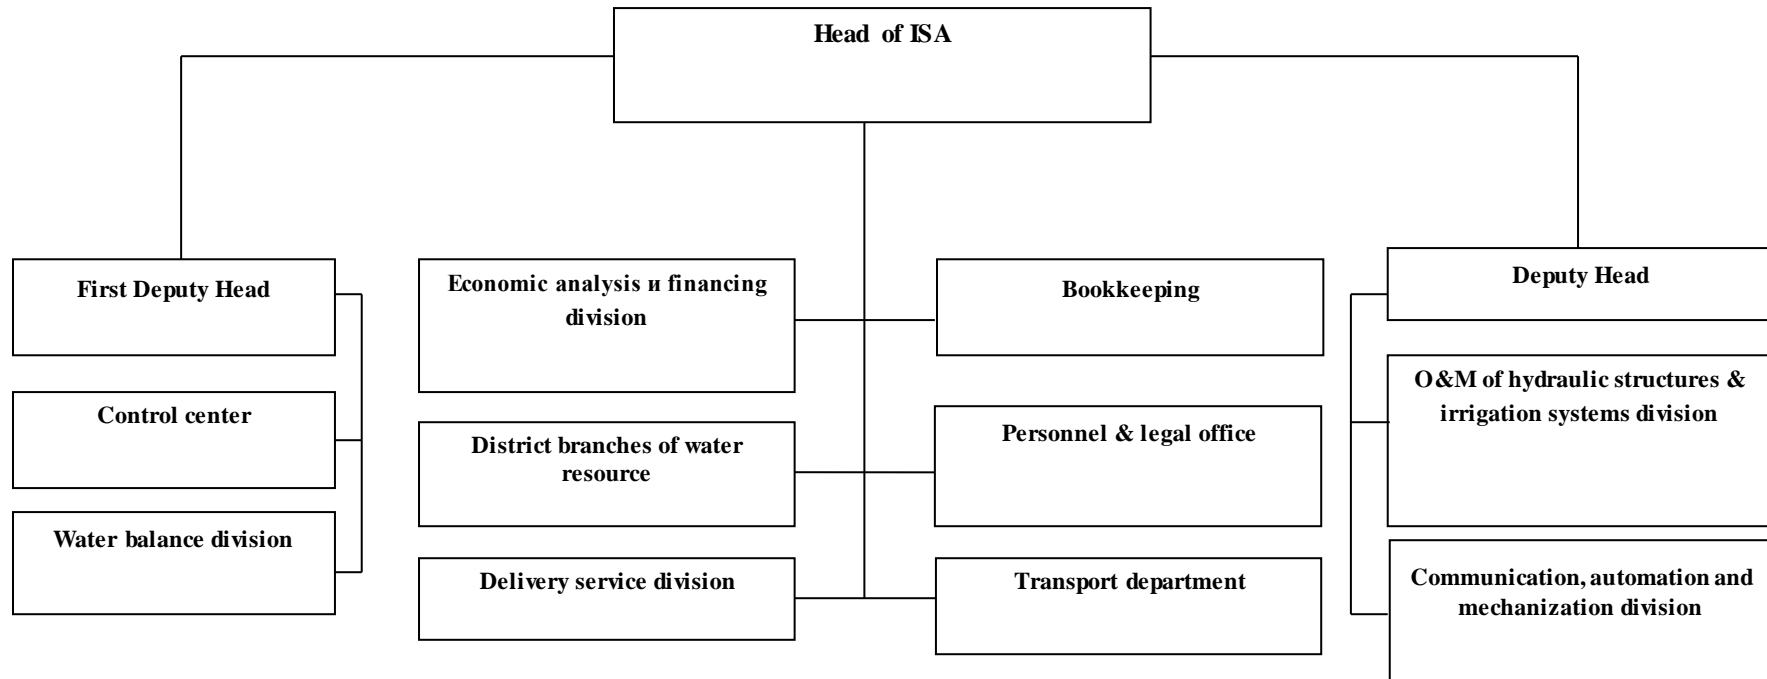 Head of ISA
First Deputy Head
Economic analysis и financing
division
Bookkeeping
Deputy Head
Control center
District branches of water
resource
Personnel & legal office
O&M of hydraulic structures &
irrigation systems division
Water balance division
Delivery service division
Transport department
Communication, automation and
mechanization division